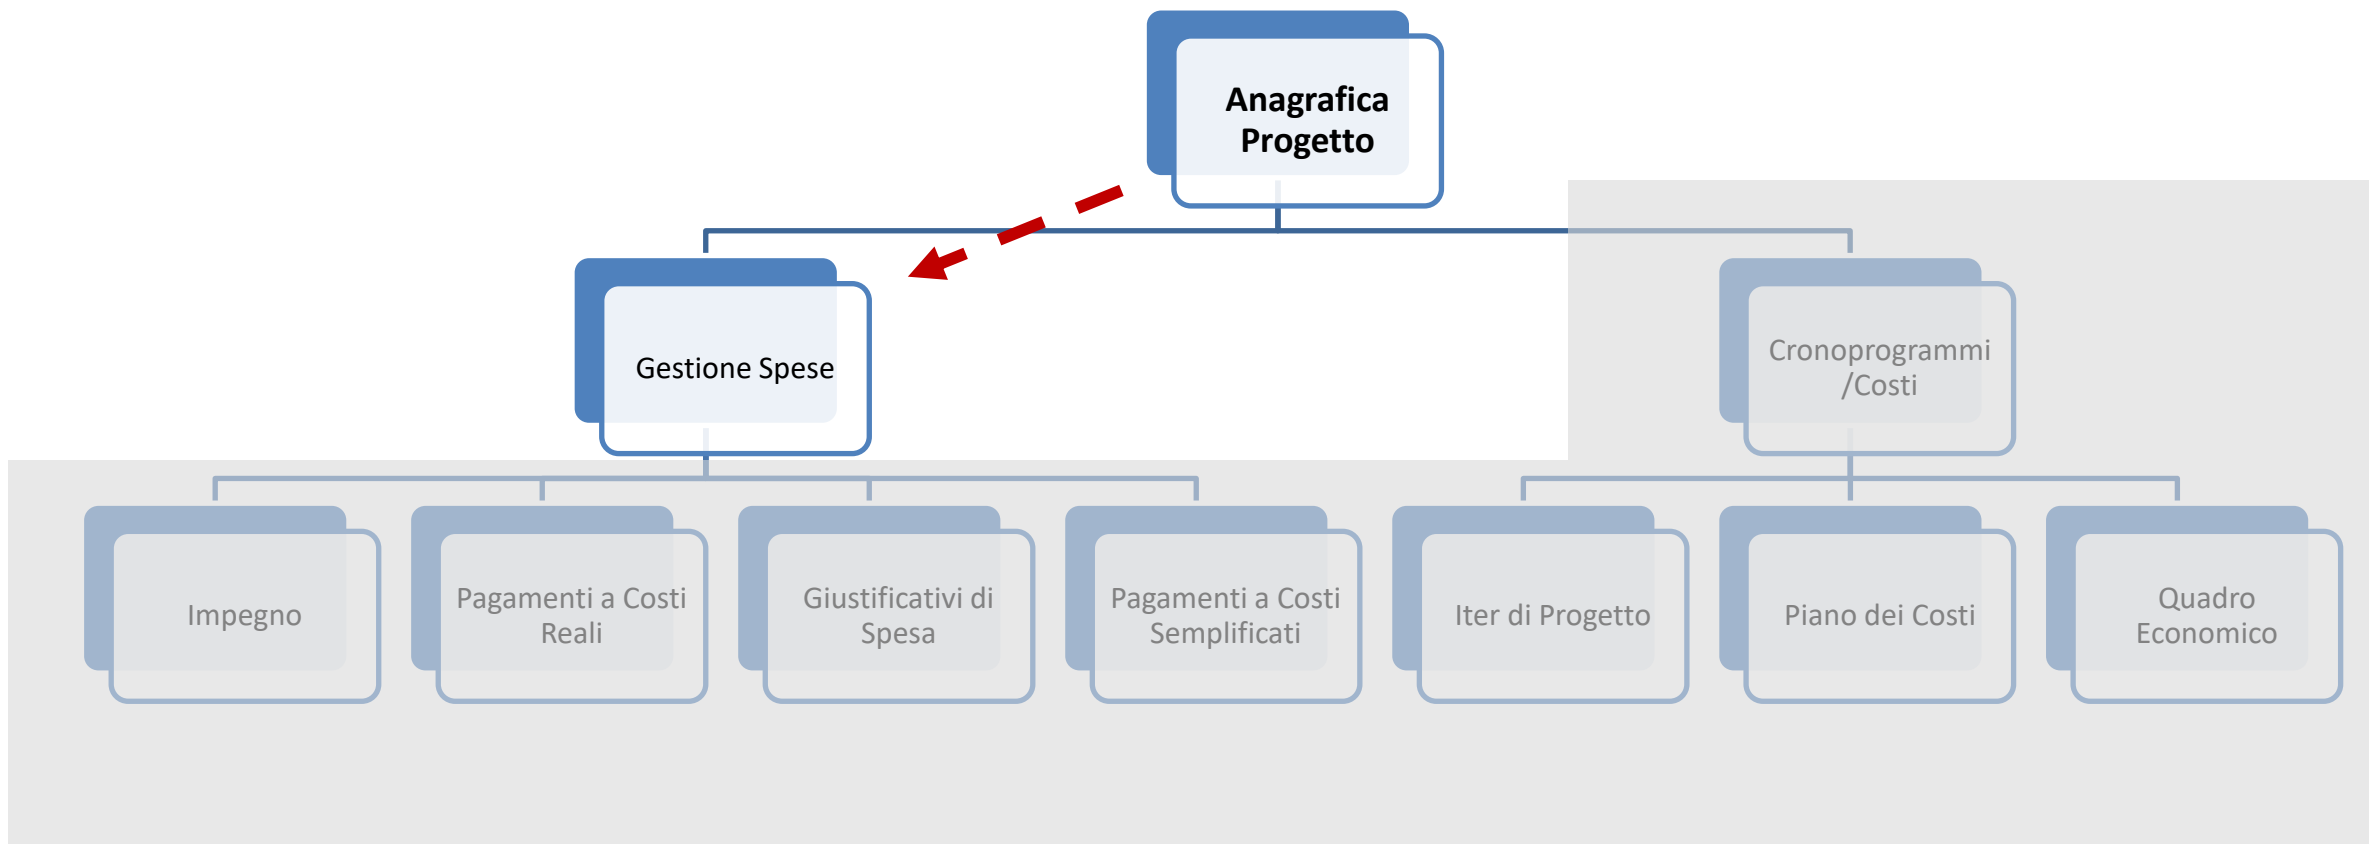 Anagrafica
Progetto
Gestione Spese
Cronoprogrammi
/Costi
Impegno
Pagamenti a Costi
Reali
Giustificativi di
Spesa
Pagamenti a Costi
Semplificati
Iter di Progetto
Piano dei Costi
Quadro
Economico